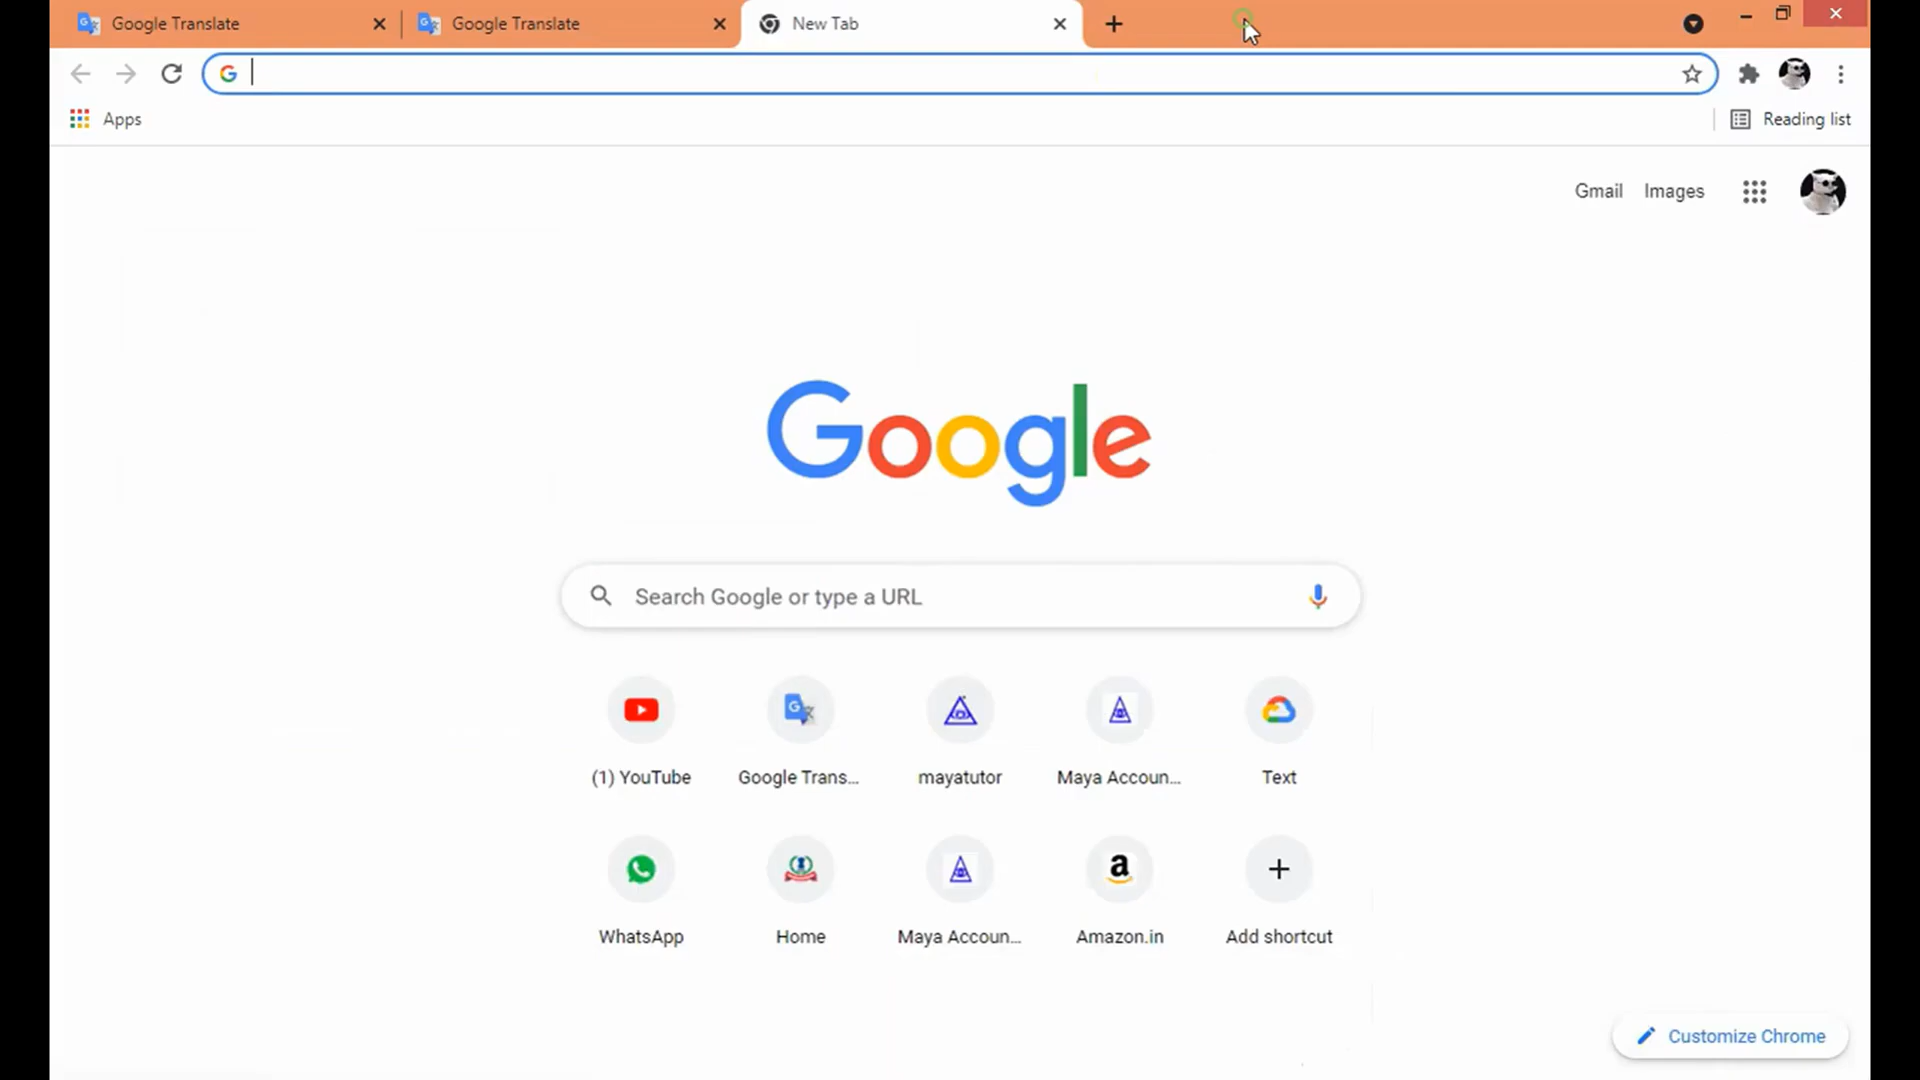 Google Translate
Google Translate
New Tab
Apps
Reading list
Gmail Images
Google
Search Google or type a URL
(1) YouTube
Google Trans...
mayatutor
Maya Accoun...
Text
WhatsApp
Home
Maya Accoun...
Amazon.in
Add shortcut
Customize Chrome